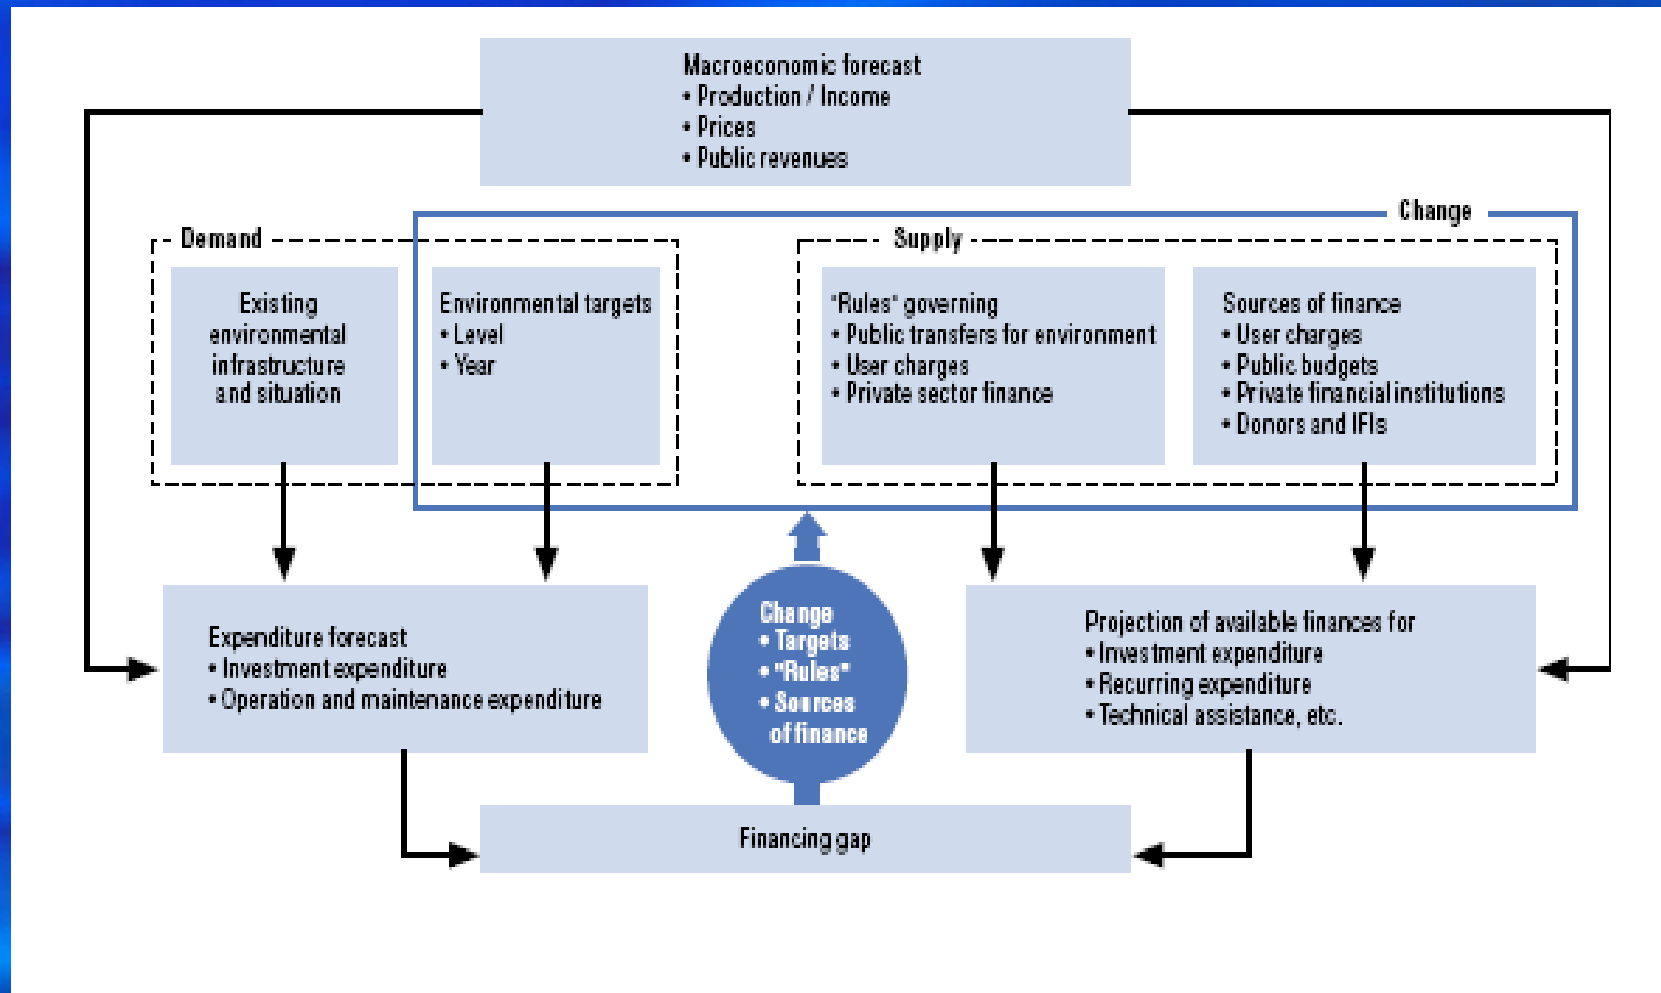 Macroeconomic forecast
• Production / Income
• Prices
• Public revenues
Change
Demand
Supply
Existing
environmental
infrastructure
and situation
Environmental targets
• Level
• Year
"Rules" governing
• Public transfers for environment
• User charges
• Private sector finance
Sources of finance
• User charges
• Public budgets
• Private financial institutions
• Donors and IFIs
Expenditure forecast
• Investment expenditure
• Operation and maintenance expenditure
Change
• Targets
• "Rules"
• Sources
of finance
Projection of available finances for
• Investment expenditure
• Recurring expenditure
• Technical assistance, etc.
Financing gap